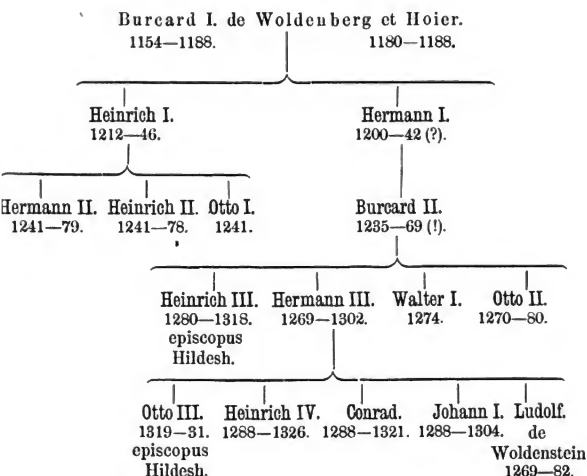 Burcard I. de Woldenberg et Hoier.
1154—1188. 1180—1188.
Heinrich I. Hermann I.
1212—46. 1200—42 (?).
Hermann II. Heinrich II. Otto I. Burcard II.
1241—79. 1241—78. 1241. 1235—69 (!).
Heinrich III. Hermann III. Walter I. Otto II.
1280—1318. 1269—1302. 1274. 1270—80.
episcopus
Hildesh.
Otto III. Heinrich IV. Conrad. Johann I. Ludolf.
1319—31. 1288—1326. 1288—1321. 1288—1304. de
episcopus Woldenstein
Hildesh. 1269—82.